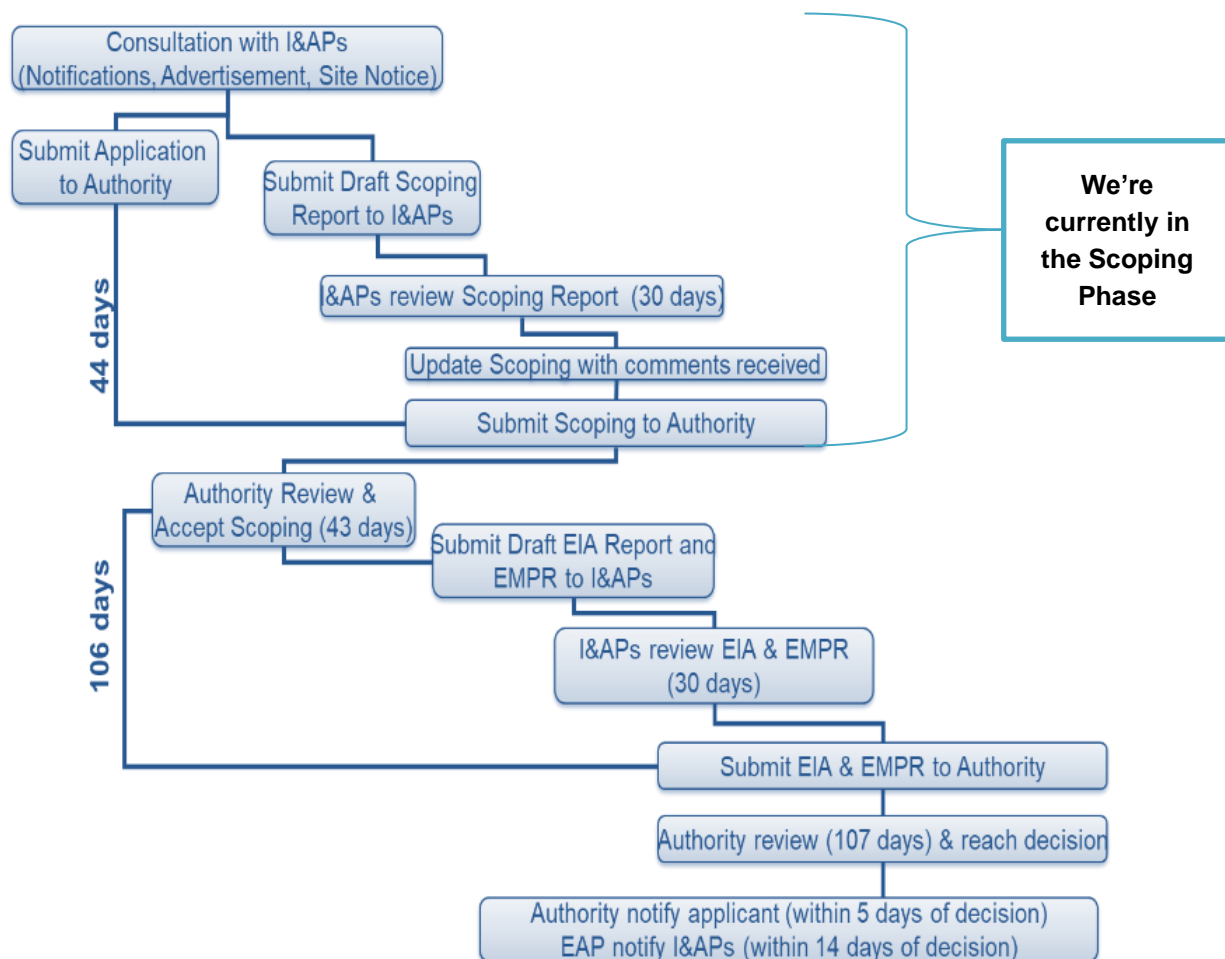 Consultation with I&APs
(Notifications, Advertisement, Site Notice)
Submit Application
to Authority
Submit Draft Scoping
Report to I&APs
We're
currently in
the Scoping
Phase
44 days
I&APs review Scoping Report (30 days)
Update Scoping with comments received
Submit Scoping to Authority
Authority Review &
Accept Scoping (43 days)
106 days
Submit Draft EIA Report and
EMPR to I&APs
I&APs review EIA & EMPR
(30 days)
Submit EIA & EMPR to Authority
Authority review (107 days) & reach decision
Authority notify applicant (within 5 days of decision)
EAP notify I&APs (within 14 days of decision)